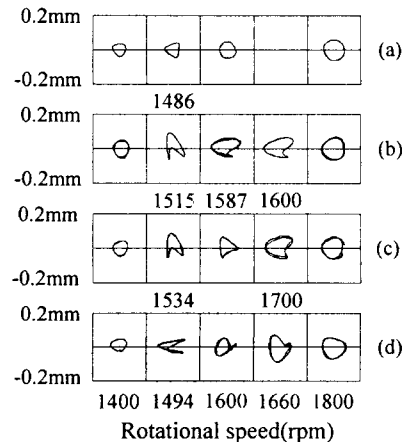 0.2mm
(a)
-0.2mm
1486
0.2mm
(b)
-0.2mm
1515 1587 1600
0.2mm
(c)
-0.2mm
1534 1700
0.2mm
(d)
-0.2mm
1400 1494 1600 1660 1800
Rotational speed(rpm)